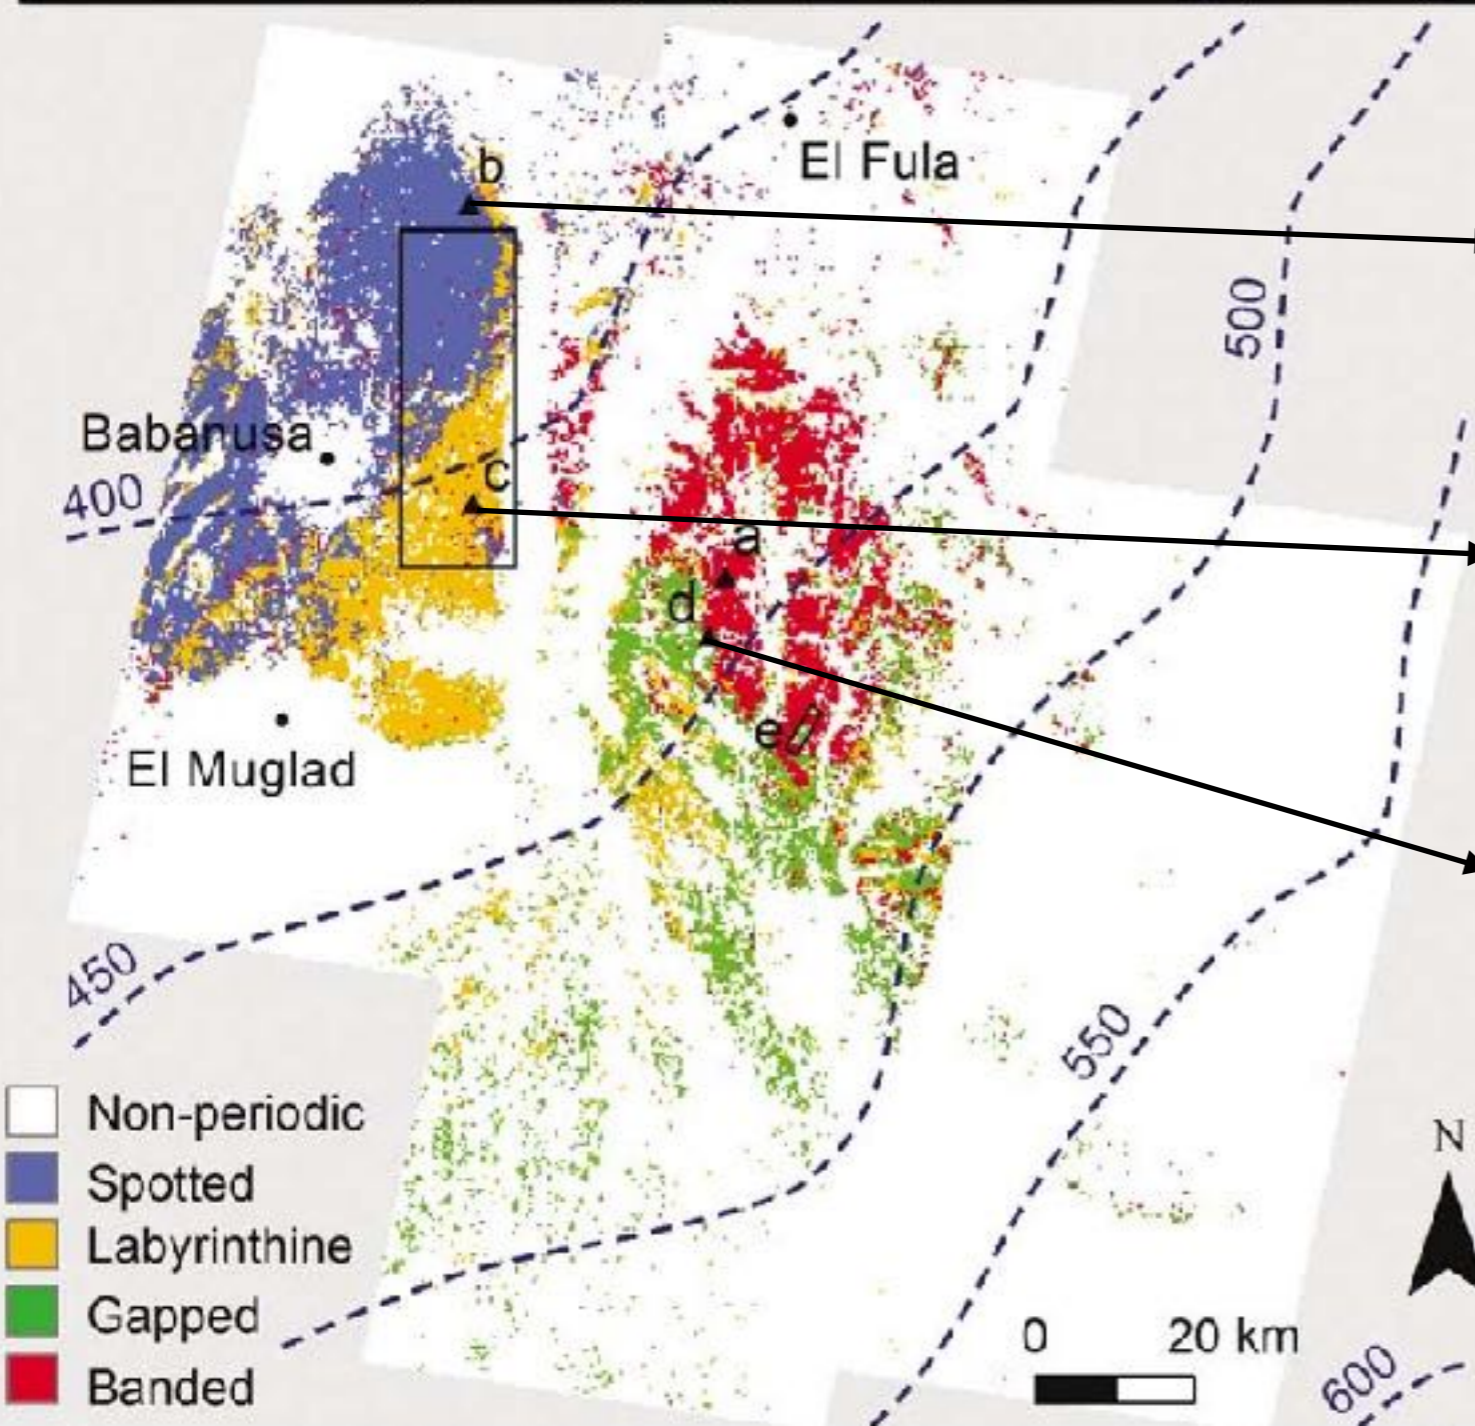 El Fula
b
500
Babanusa
c
400
a
d
e
El Muglad
450
550
Non-periodic
Spotted
Labyrinthine
Gapped
Banded
N
0 20 km
600